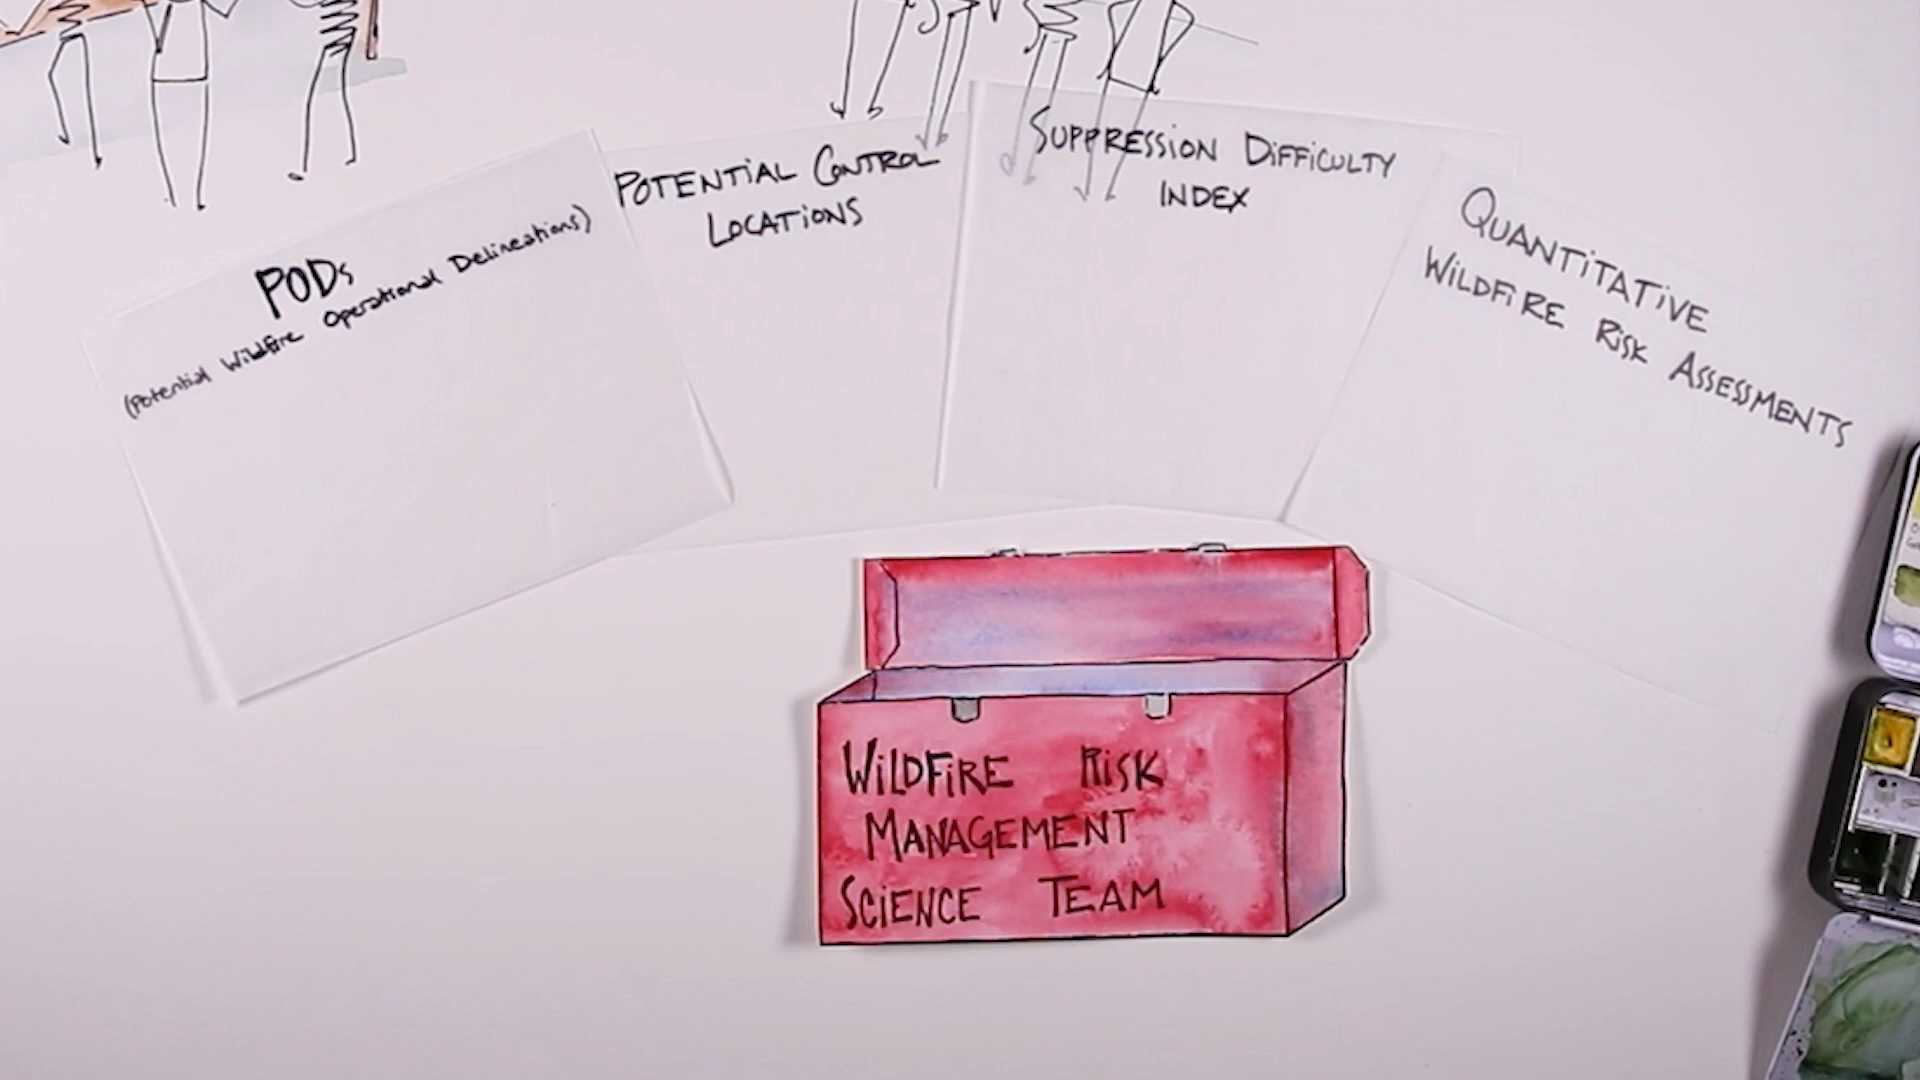 PODs
(Potential Wildfire Operational Delineations)
POTENTIAL CONTROL
LOCATIONS
SUPPRESSION DIFFICULTY
INDEX
QUANTITATIVE
WILDFIRE RISK ASSESSMENTS
WILDFIRE RISK
MANAGEMENT
SCIENCE TEAM